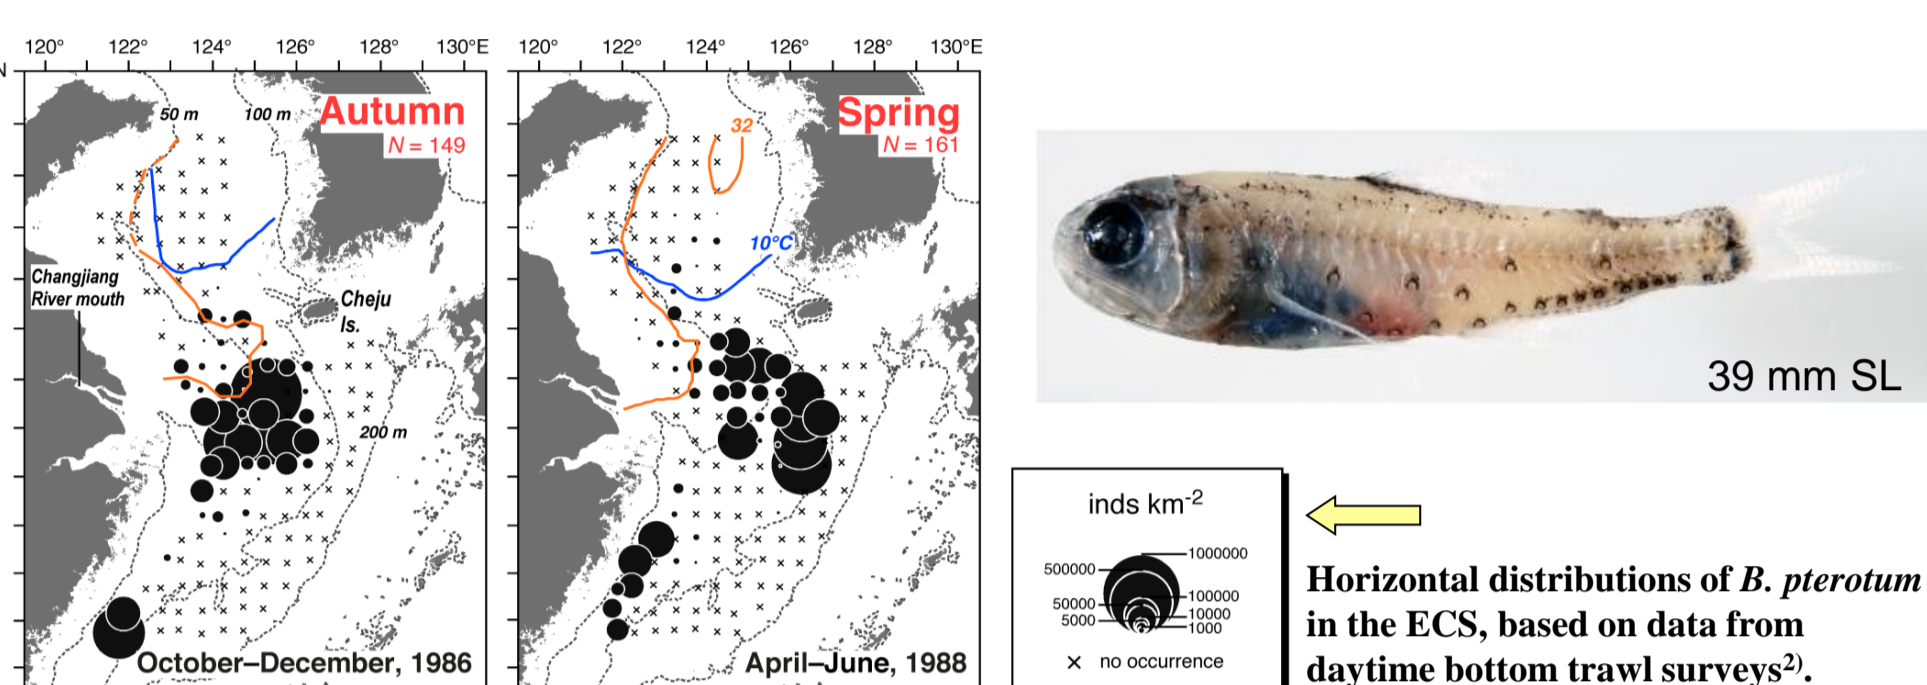 120° 122° 124° 126° 128° 130°E
N
50 m 100 m Autumn
N = 149
Changjiang
River mouth
Cheju
Is.
200 m
October–December, 1986
120° 122° 124° 126° 128° 130°E
Spring
32
N = 161
10°C
April–June, 1988
39 mm SL
inds km-2
1000000
500000
100000
50000
10000
5000
1000
× no occurrence
Horizontal distributions of B. pterotum
in the ECS, based on data from
daytime bottom trawl surveys2).